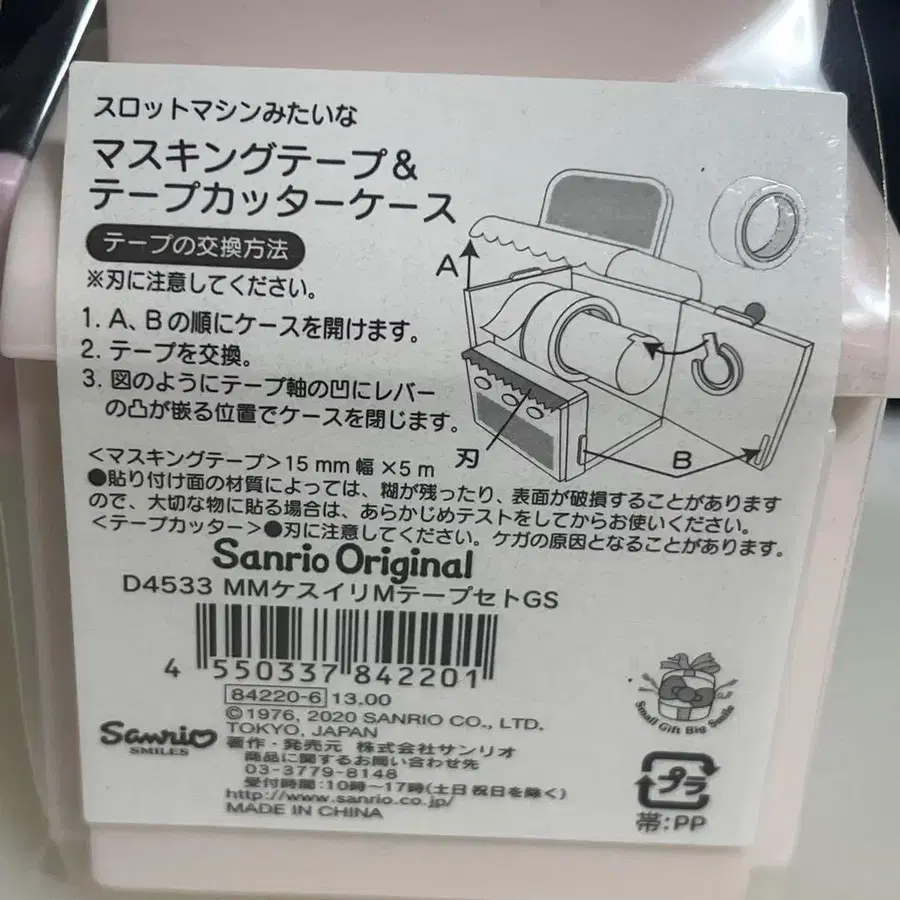 スロットマシンみたいな
マスキングテープ&
テープカッターケース
テープの交換方法
※刃に注意してください。
1. A、Bの順にケースを開けます。
2. テープを交換。
3. 図のようにテープ軸の凹にレバー
の凸が嵌る位置でケースを閉じます。
A
刃
B
<マスキングテープ>15mm幅×5m
●貼り付け面の材質によっては、糊が残ったり、表面が破損することがあります
ので、大切な物に貼る場合は、あらかじめテストをしてからお使いください。
<テープカッター>●刃に注意してください。ケガの原因となることがあります。
Sanrio Original
D4533 MMケスイリMテープセトGS
4 550337 842201
84220-6 13.00
©1976, 2020 SANRIO CO., LTD.
TOKYO, JAPAN
著作・発売元 株式会社サンリオ
商品に関するお問い合わせ先
03-3779-8148
受付時間:10時~17時(土日祝日を除く)
http://www.sanrio.co.jp/
MADE IN CHINA
Sanrio
SMILES
Small Gift Big Smile
プラ
帯:PP